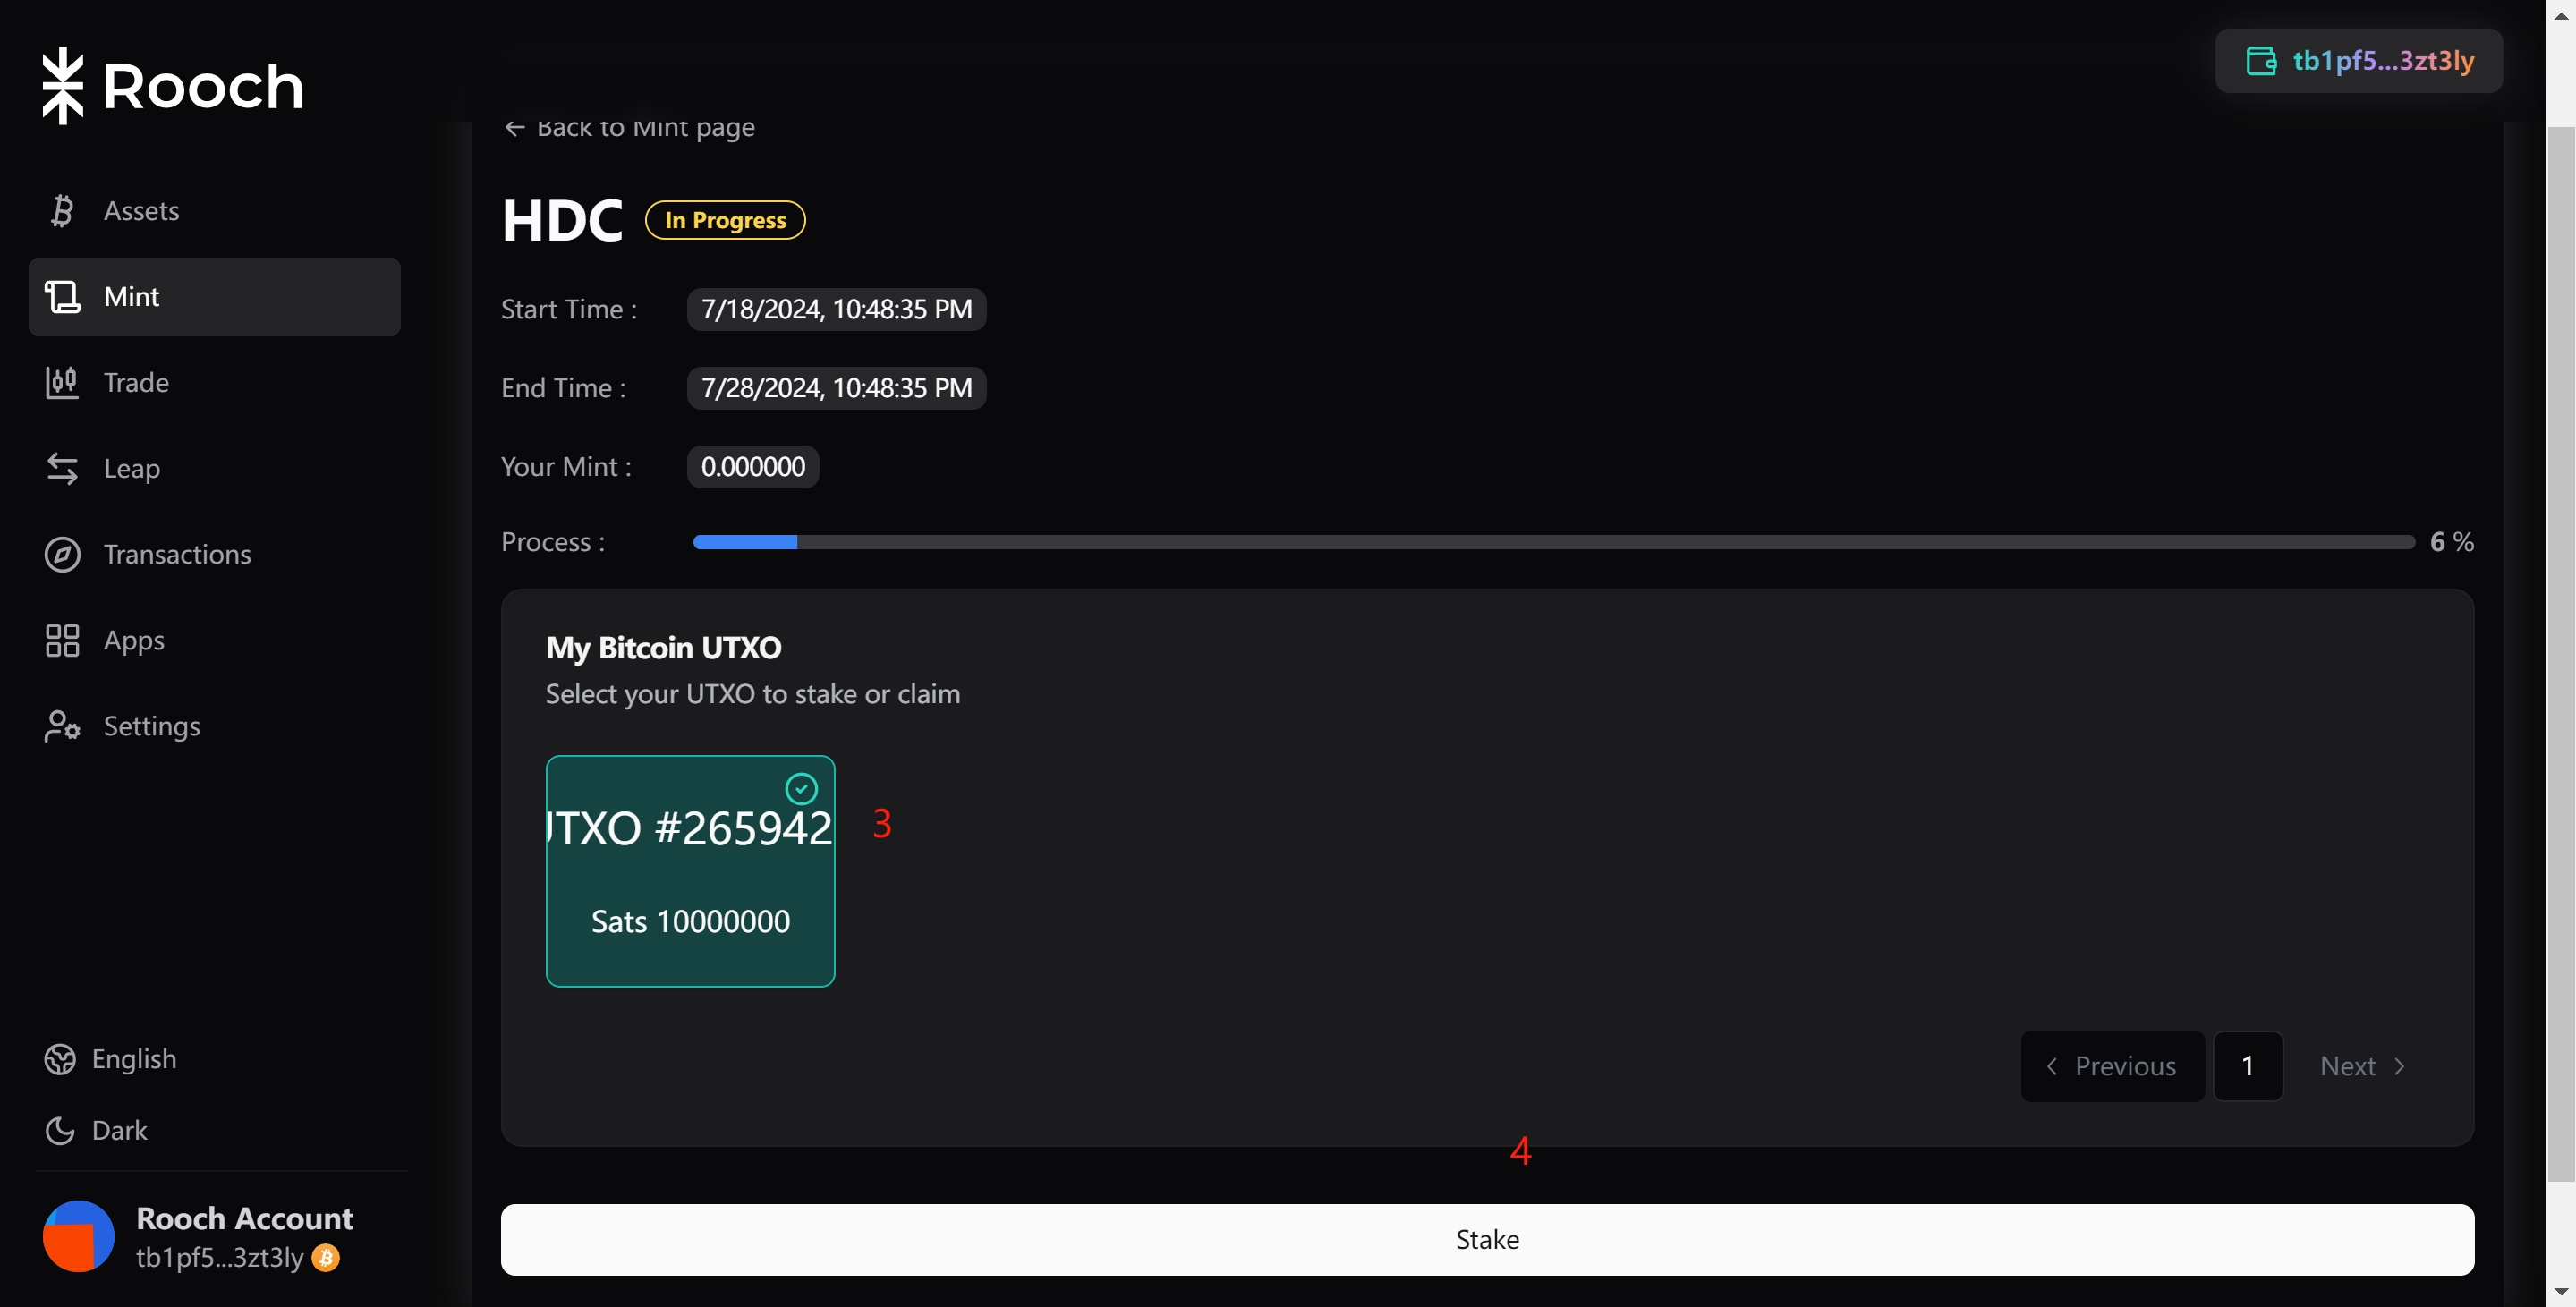 Rooch
tb1pf5...3zt3ly
Assets
Mint
Trade
Leap
Transactions
Apps
Settings
English
Dark
Rooch Account
tb1pf5...3zt3ly
← Back to Mint page
HDC In Progress
Start Time : 7/18/2024, 10:48:35 PM
End Time : 7/28/2024, 10:48:35 PM
Your Mint : 0.000000
Process : 6 %
My Bitcoin UTXO
Select your UTXO to stake or claim
UTXO #265942
3
Sats 10000000
Previous 1 Next
4
Stake